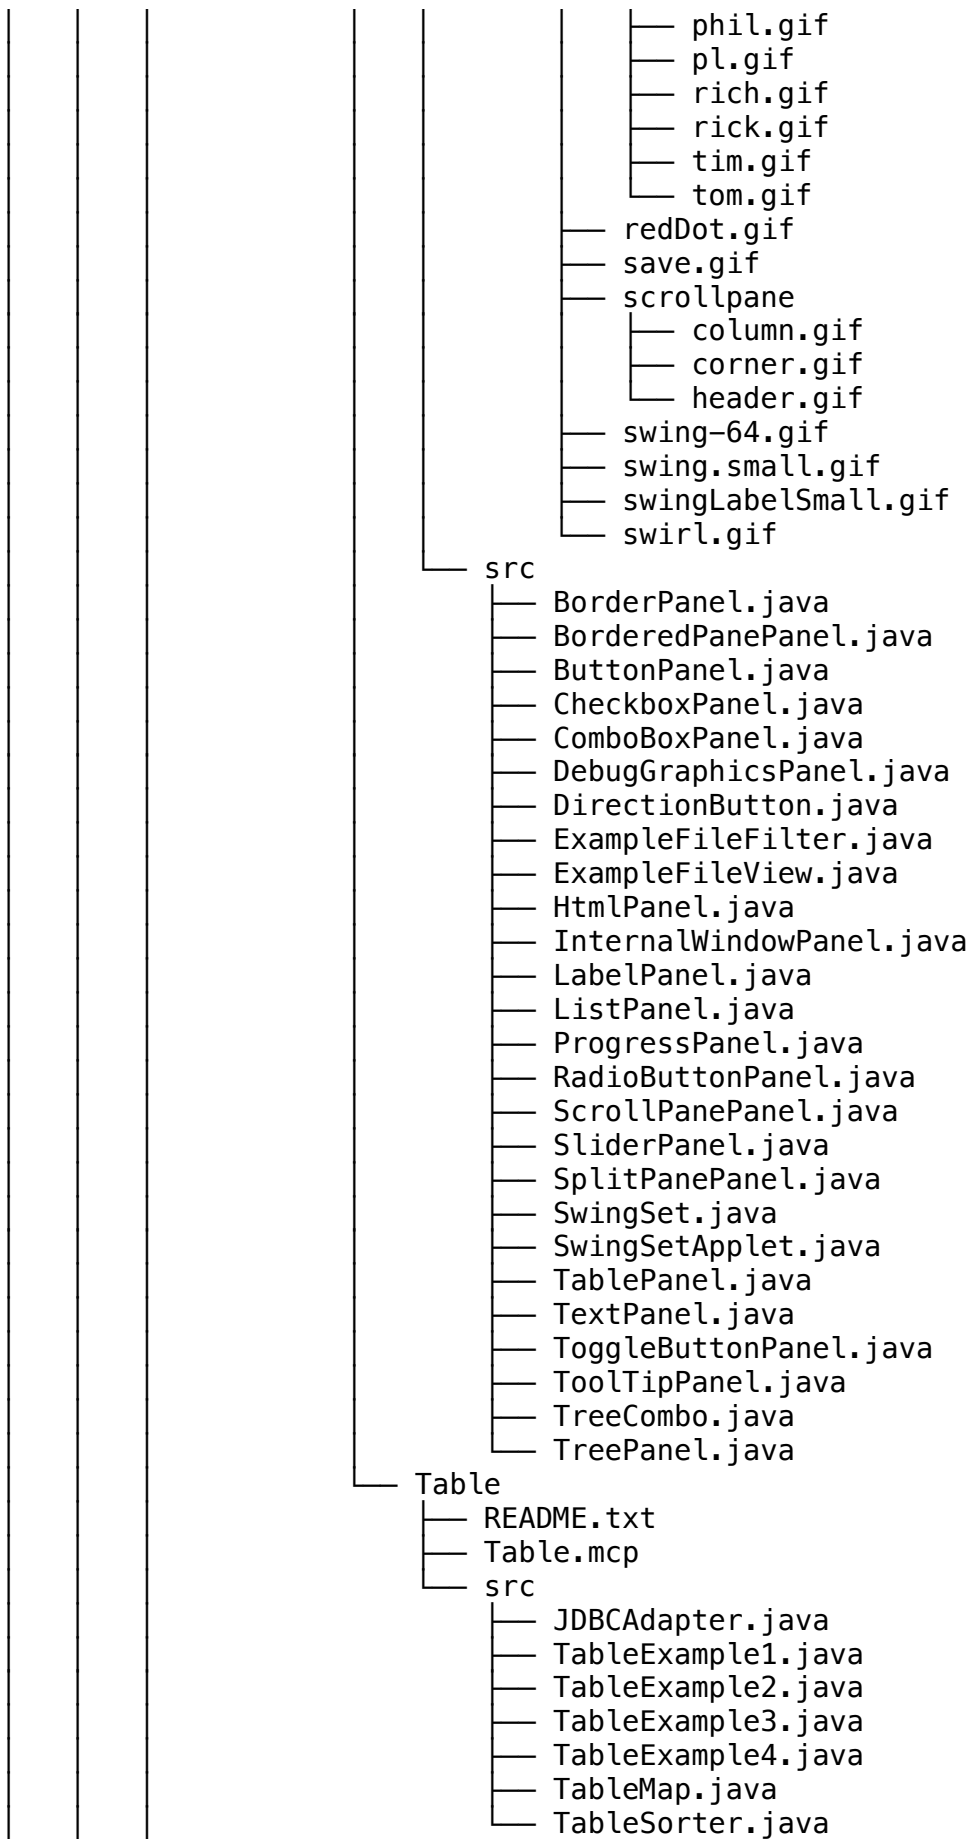 phil.gif
pl.gif
rich.gif
rick.gif
tim.gif
tom.gif
redDot.gif
save.gif
scrollpane
column.gif
corner.gif
header.gif
swing-64.gif
swing.small.gif
swingLabelSmall.gif
swirl.gif
src
BorderPanel.java
BorderedPanePanel.java
ButtonPanel.java
CheckboxPanel.java
ComboBoxPanel.java
DebugGraphicsPanel.java
DirectionButton.java
ExampleFileFilter.java
ExampleFileView.java
HtmlPanel.java
InternalWindowPanel.java
LabelPanel.java
ListPanel.java
ProgressPanel.java
RadioButtonPanel.java
ScrollPanePanel.java
SliderPanel.java
SplitPanePanel.java
SwingSet.java
SwingSetApplet.java
TablePanel.java
TextPanel.java
ToggleButtonPanel.java
ToolTipPanel.java
TreeCombo.java
TreePanel.java
Table
README.txt
Table.mcp
src
JDBCAdapter.java
TableExample1.java
TableExample2.java
TableExample3.java
TableExample4.java
TableMap.java
TableSorter.java